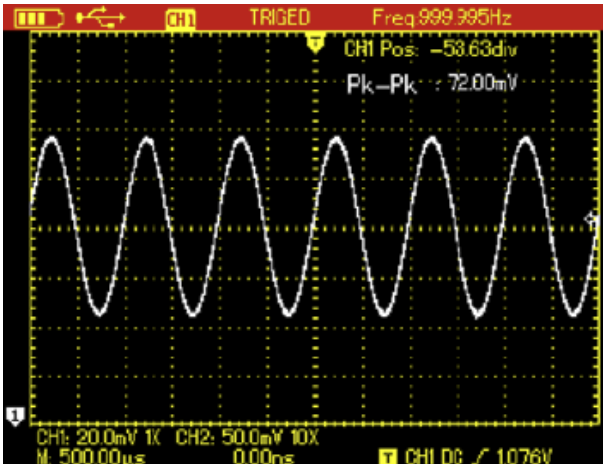 CH1 TRIGED Freq:999.995Hz
T
CH1 Pos: -53.63div
Pk-Pk : 72.00mV
1
CH1: 20.0mV 1X CH2: 50.0mV 10X
M: 500.00us 0.00ns T CH1 DC / 1.076V